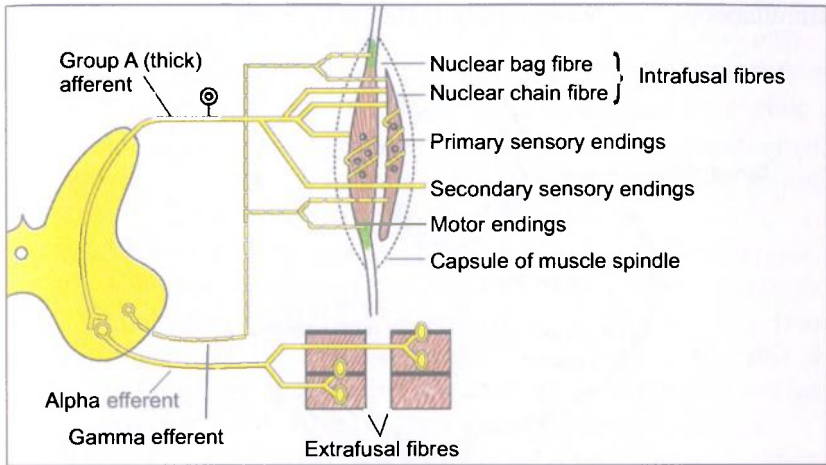 Group A (thick)
afferent
Nuclear bag fibre
Nuclear chain fibre
Intrafusal fibres
Primary sensory endings
Secondary sensory endings
Motor endings
Capsule of muscle spindle
Alpha efferent
Gamma efferent
Extrafusal fibres